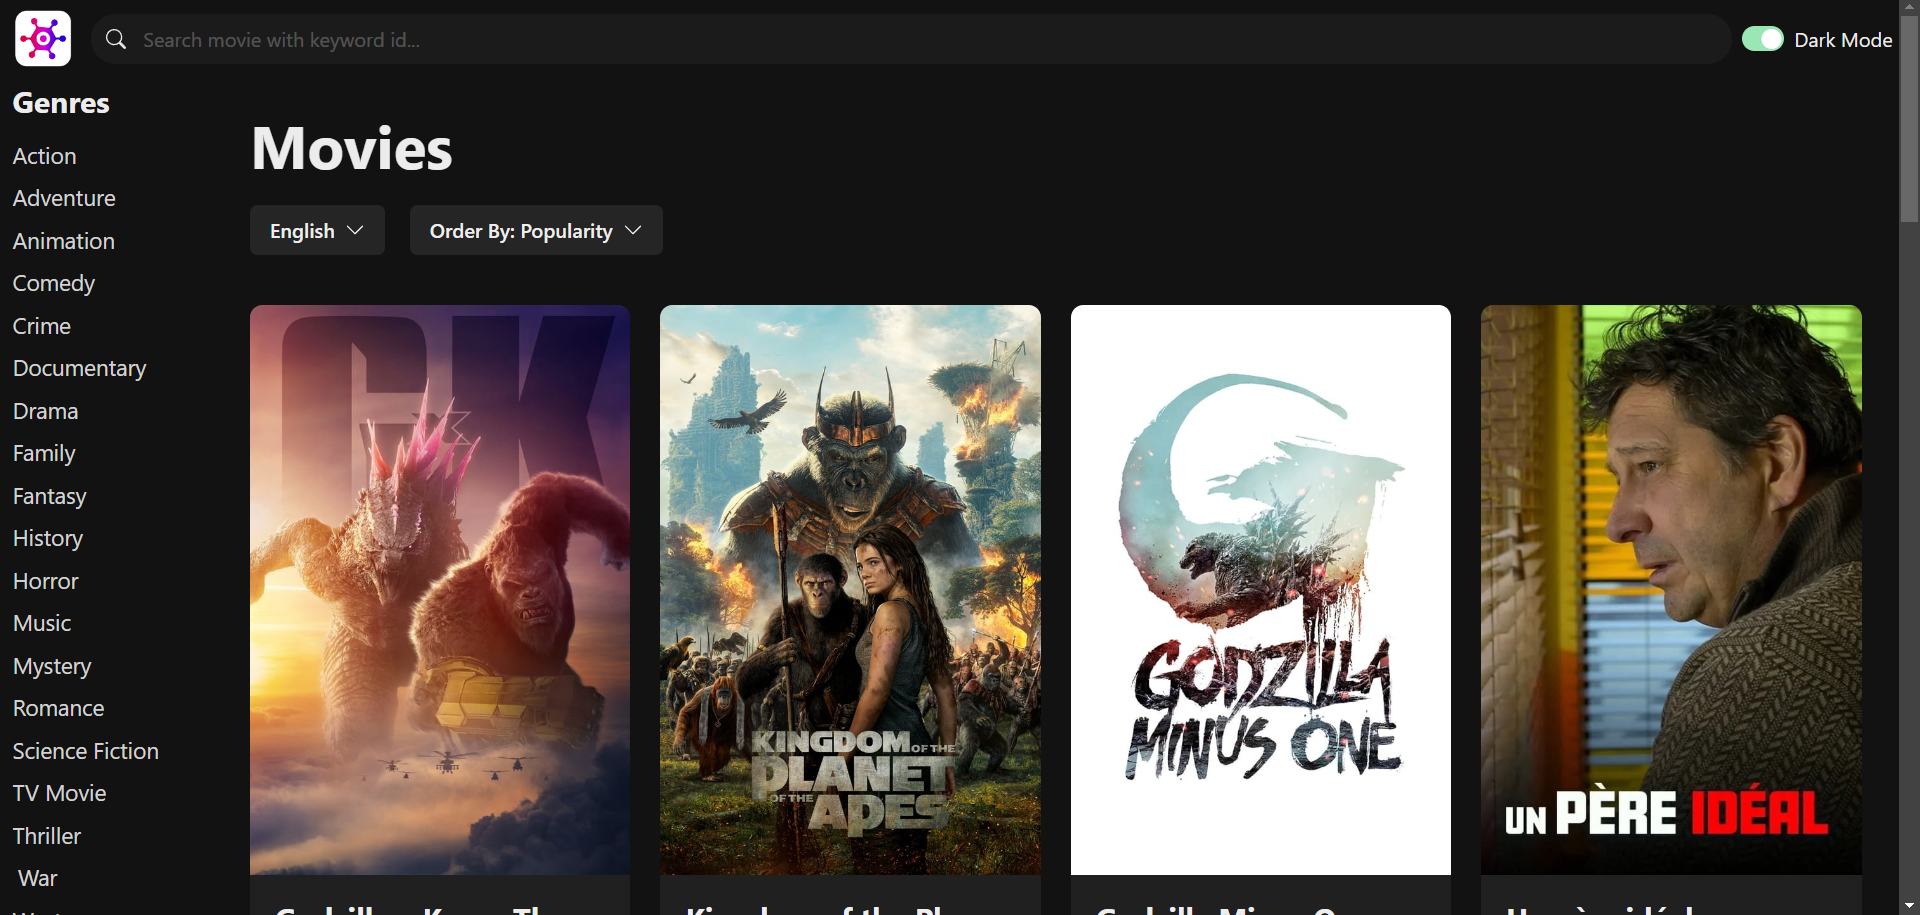 Search movie with keyword id...
Dark Mode
Genres
Action
Adventure
Animation
Comedy
Crime
Documentary
Drama
Family
Fantasy
History
Horror
Music
Mystery
Romance
Science Fiction
TV Movie
Thriller
War
Movies
English
Order By: Popularity
GK
KINGDOM OF THE
PLANET
OF THE APES
GODZILLA
MINUS ONE
UN PÈRE IDÉAL